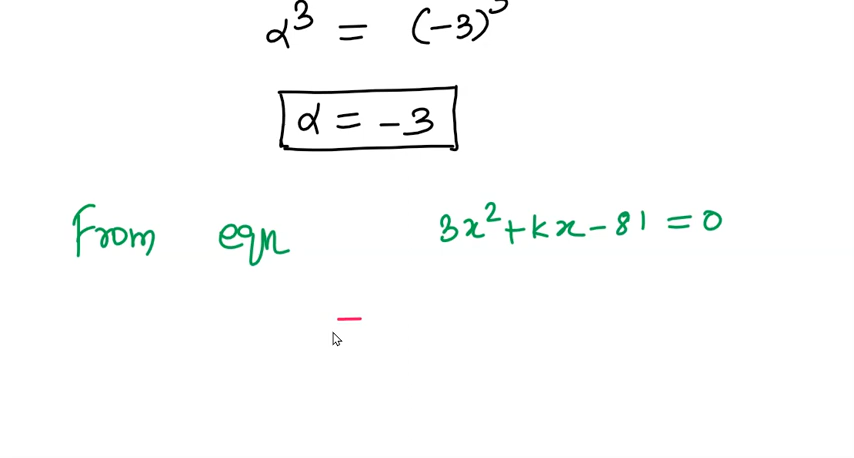 α³ = (-3)³
α = -3
From eqn 3x²+kx-81=0
-